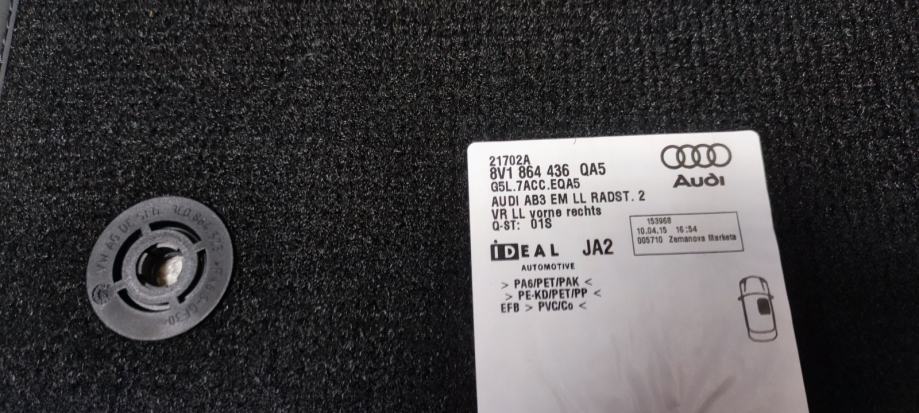 21702A
8V1 864 436 QA5
G5L.7ACC.EQA5
AUDI AB3 EM LL RADST. 2
VR LL vorne rechts
Q-ST: 01S
Audi
153968
10.04.15 16:54
005710 Zemanova Marketa
iDEAL JA2
AUTOMOTIVE
> PA6/PET/PAK <
> PE-KD/PET/PP <
EFB > PVC/Co <
VW AG